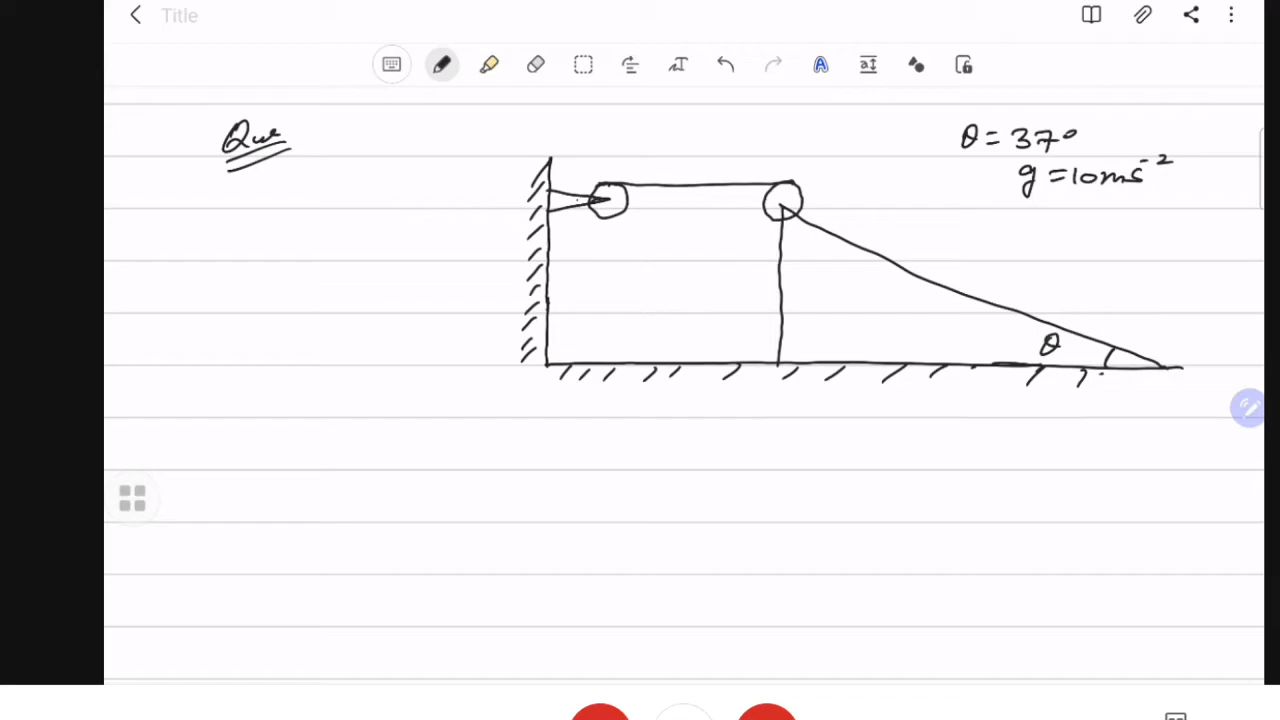 Title
Que
θ = 37°
g = 10ms⁻²
θ